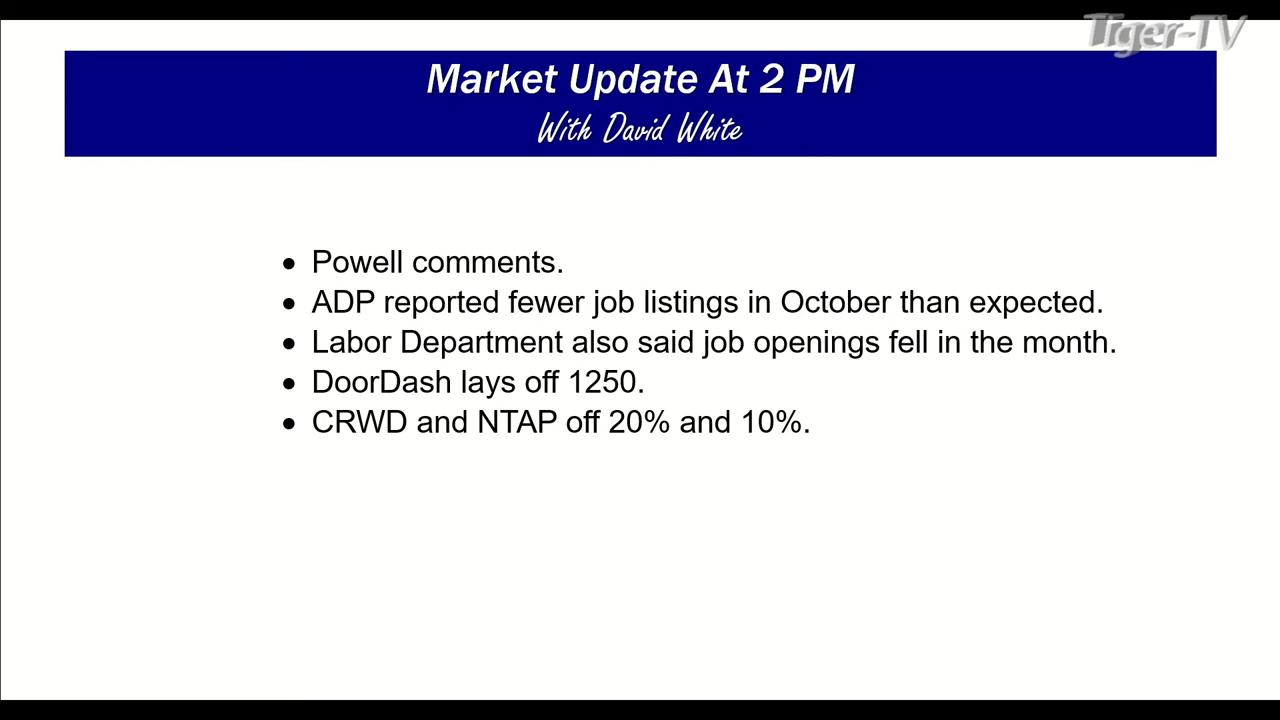 Tiger-TV
Market Update At 2 PM
With David White
• Powell comments.
• ADP reported fewer job listings in October than expected.
• Labor Department also said job openings fell in the month.
• DoorDash lays off 1250.
• CRWD and NTAP off 20% and 10%.